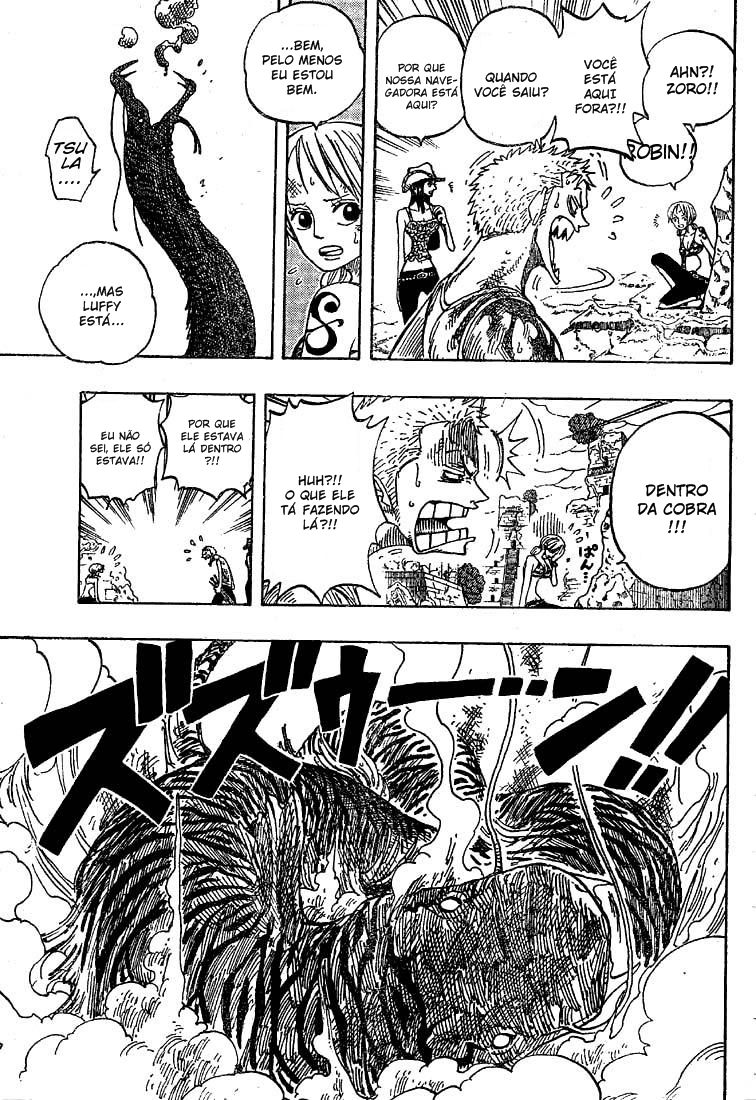 AHN?!
ZORO!!
ROBIN!!
VOCÊ
ESTÁ
AQUI
FORA?!!
QUANDO
VOCÊ SAIU?
POR QUE
NOSSA NAVE-
GADORA ESTÁ
AQUI?
...BEM,
PELO MENOS
EU ESTOU
BEM.
TSU
LA
....
...,MAS
LUFFY
ESTÁ...
DENTRO
DA COBRA
!!!
ぱん...
HUH?!!
O QUE ELE
TÁ FAZENDO
LÁ?!!
POR QUE
ELE ESTAVA
LÁ DENTRO
?!!
EU NÃO
SEI, ELE SÓ
ESTAVA!!
ズズゥーーン!!